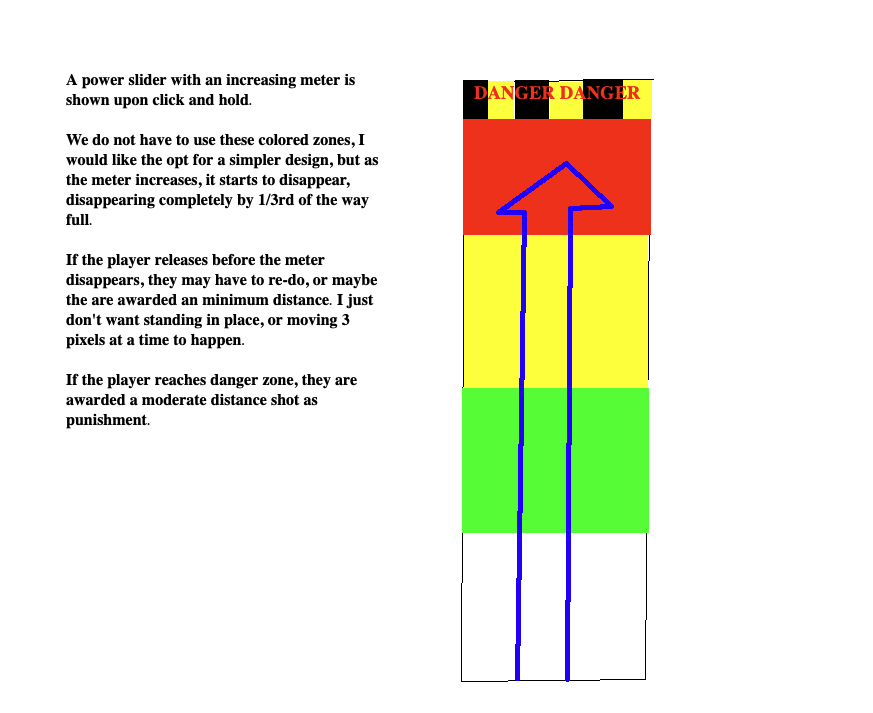 A power slider with an increasing meter is
shown upon click and hold.
We do not have to use these colored zones, I
would like the opt for a simpler design, but as
the meter increases, it starts to disappear,
disappearing completely by 1/3rd of the way
full.
If the player releases before the meter
disappears, they may have to re-do, or maybe
the are awarded an minimum distance. I just
don't want standing in place, or moving 3
pixels at a time to happen.
If the player reaches danger zone, they are
awarded a moderate distance shot as
punishment.
DANGER DANGER